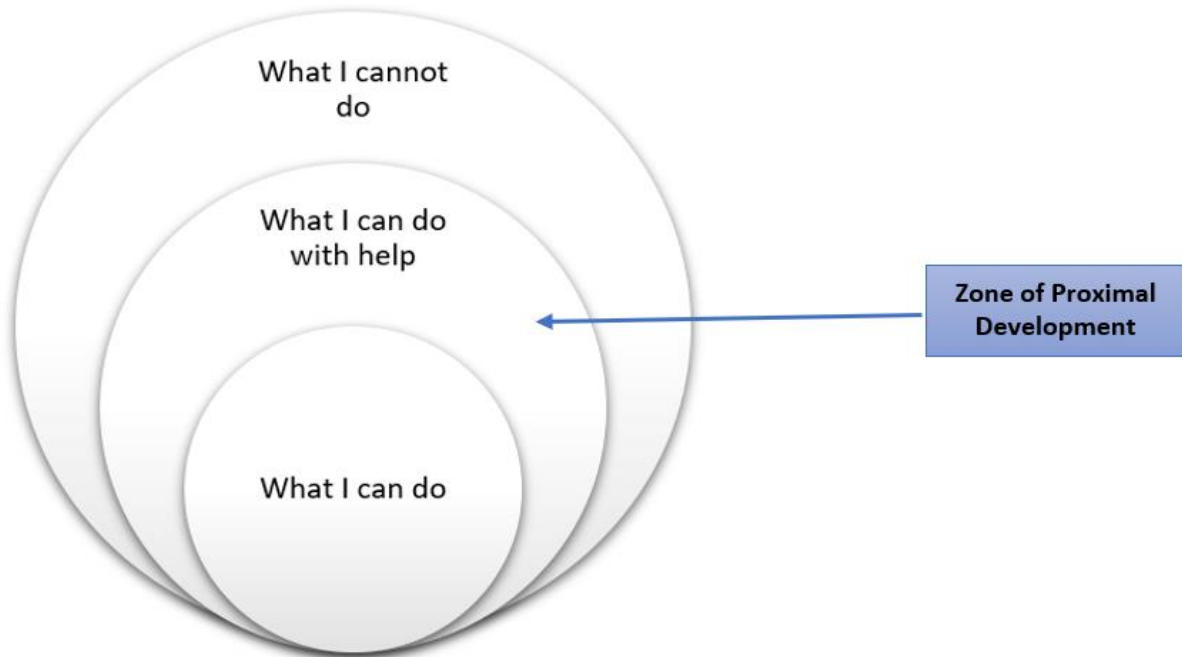 What I cannot
do
What I can do
with help
Zone of Proximal
Development
What I can do